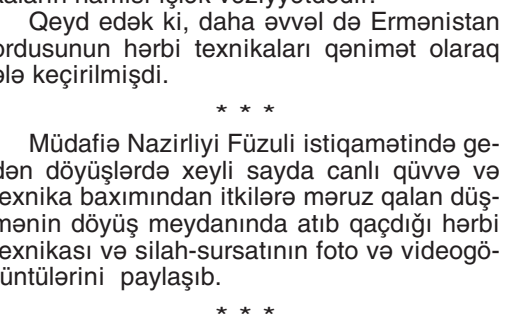 Qeyd edək ki, daha əvvəl də Ermənistan
ordusunun hərbi texnikaları qənimət olaraq
ələ keçirilmişdi.
* * *
Müdafiə Nazirliyi Füzuli istiqamətində ge-
dən döyüşlərdə xeyli sayda canlı qüvvə və
texnika baxımından itkilərə məruz qalan düş-
mənin döyüş meydanında atıb qaçdığı hərbi
texnikası və silah-sursatının foto və videogö-
rüntülərini paylaşıb.
* * *